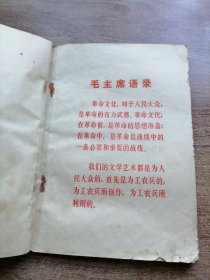 毛主席语录
革命文化，对于人民大众，
是革命的有力武器。革命文化，
在革命前，是革命的思想准备；
在革命中，是革命总战线中的
一条必要和重要的战线。
我们的文学艺术都是为人
民大众的，首先是为工农兵的，
为工农兵而创作，为工农兵所
利用的。